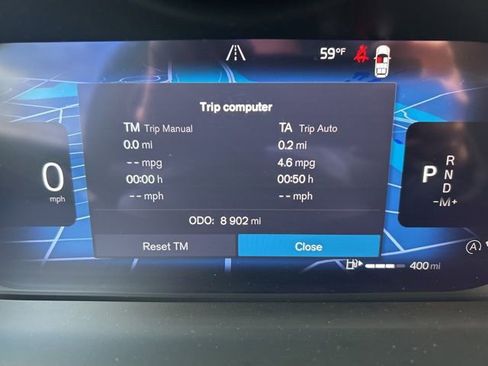 59°F
Trip computer
TM Trip Manual TA Trip Auto
0.0 mi 0.2 mi
-- mpg 4.6 mpg
00:00 h 00:50 h
-- mph -- mph
ODO: 8 902 mi
Reset TM Close
0
mph
P R
N
D
-M+
A
400 mi